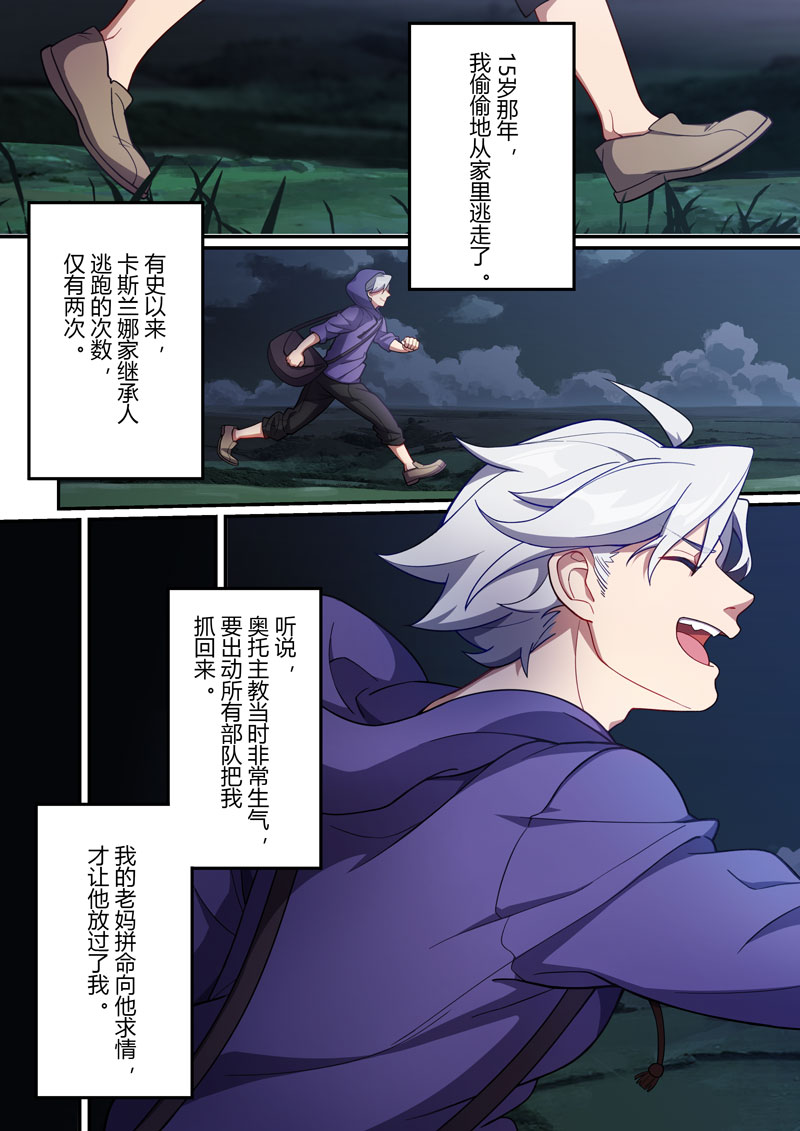 15岁那年，
我偷偷地从家里逃走了。
有史以来，
卡斯兰娜家继承人
逃跑的次数，
仅有两次。
听说，
奥托主教当时非常生气，
要出动所有部队把我
抓回来。
我的老妈拼命向他求情，
才让他放过了我。